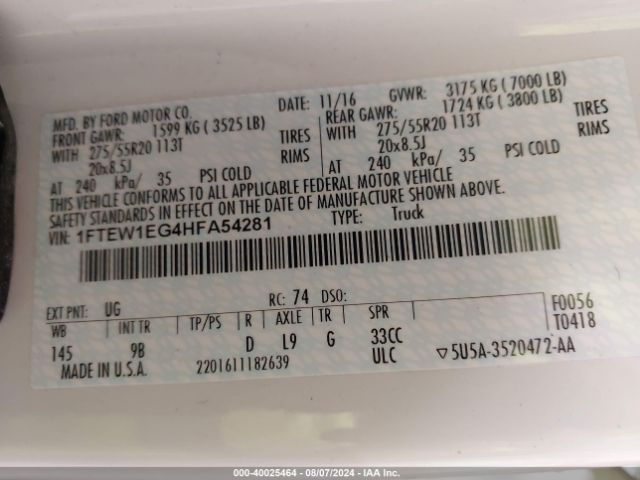 MFD. BY FORD MOTOR CO.
DATE: 11/16 GVWR: 3175 KG ( 7000 LB)
FRONT GAWR: 1599 KG ( 3525 LB)
REAR GAWR: 1724 KG ( 3800 LB)
WITH 275/55R20 113T TIRES
WITH 275/55R20 113T TIRES
20x8.5J RIMS
20x8.5J RIMS
AT 240 kPa/ 35 PSI COLD
AT 240 kPa/ 35 PSI COLD
THIS VEHICLE CONFORMS TO ALL APPLICABLE FEDERAL MOTOR VEHICLE
SAFETY STANDARDS IN EFFECT ON THE DATE OF MANUFACTURE SHOWN ABOVE.
VIN: 1FTEW1EG4HFA54281 TYPE: Truck
EXT PNT: UG RC: 74 DSO:
WB INT TR TP/PS R AXLE TR SPR F0056
145 9B D L9 G 33CC T0418
ULC ▽5U5A-3520472-AA
MADE IN U.S.A. 2201611182639
000-40025464 - 08/07/2024 - IAA Inc.